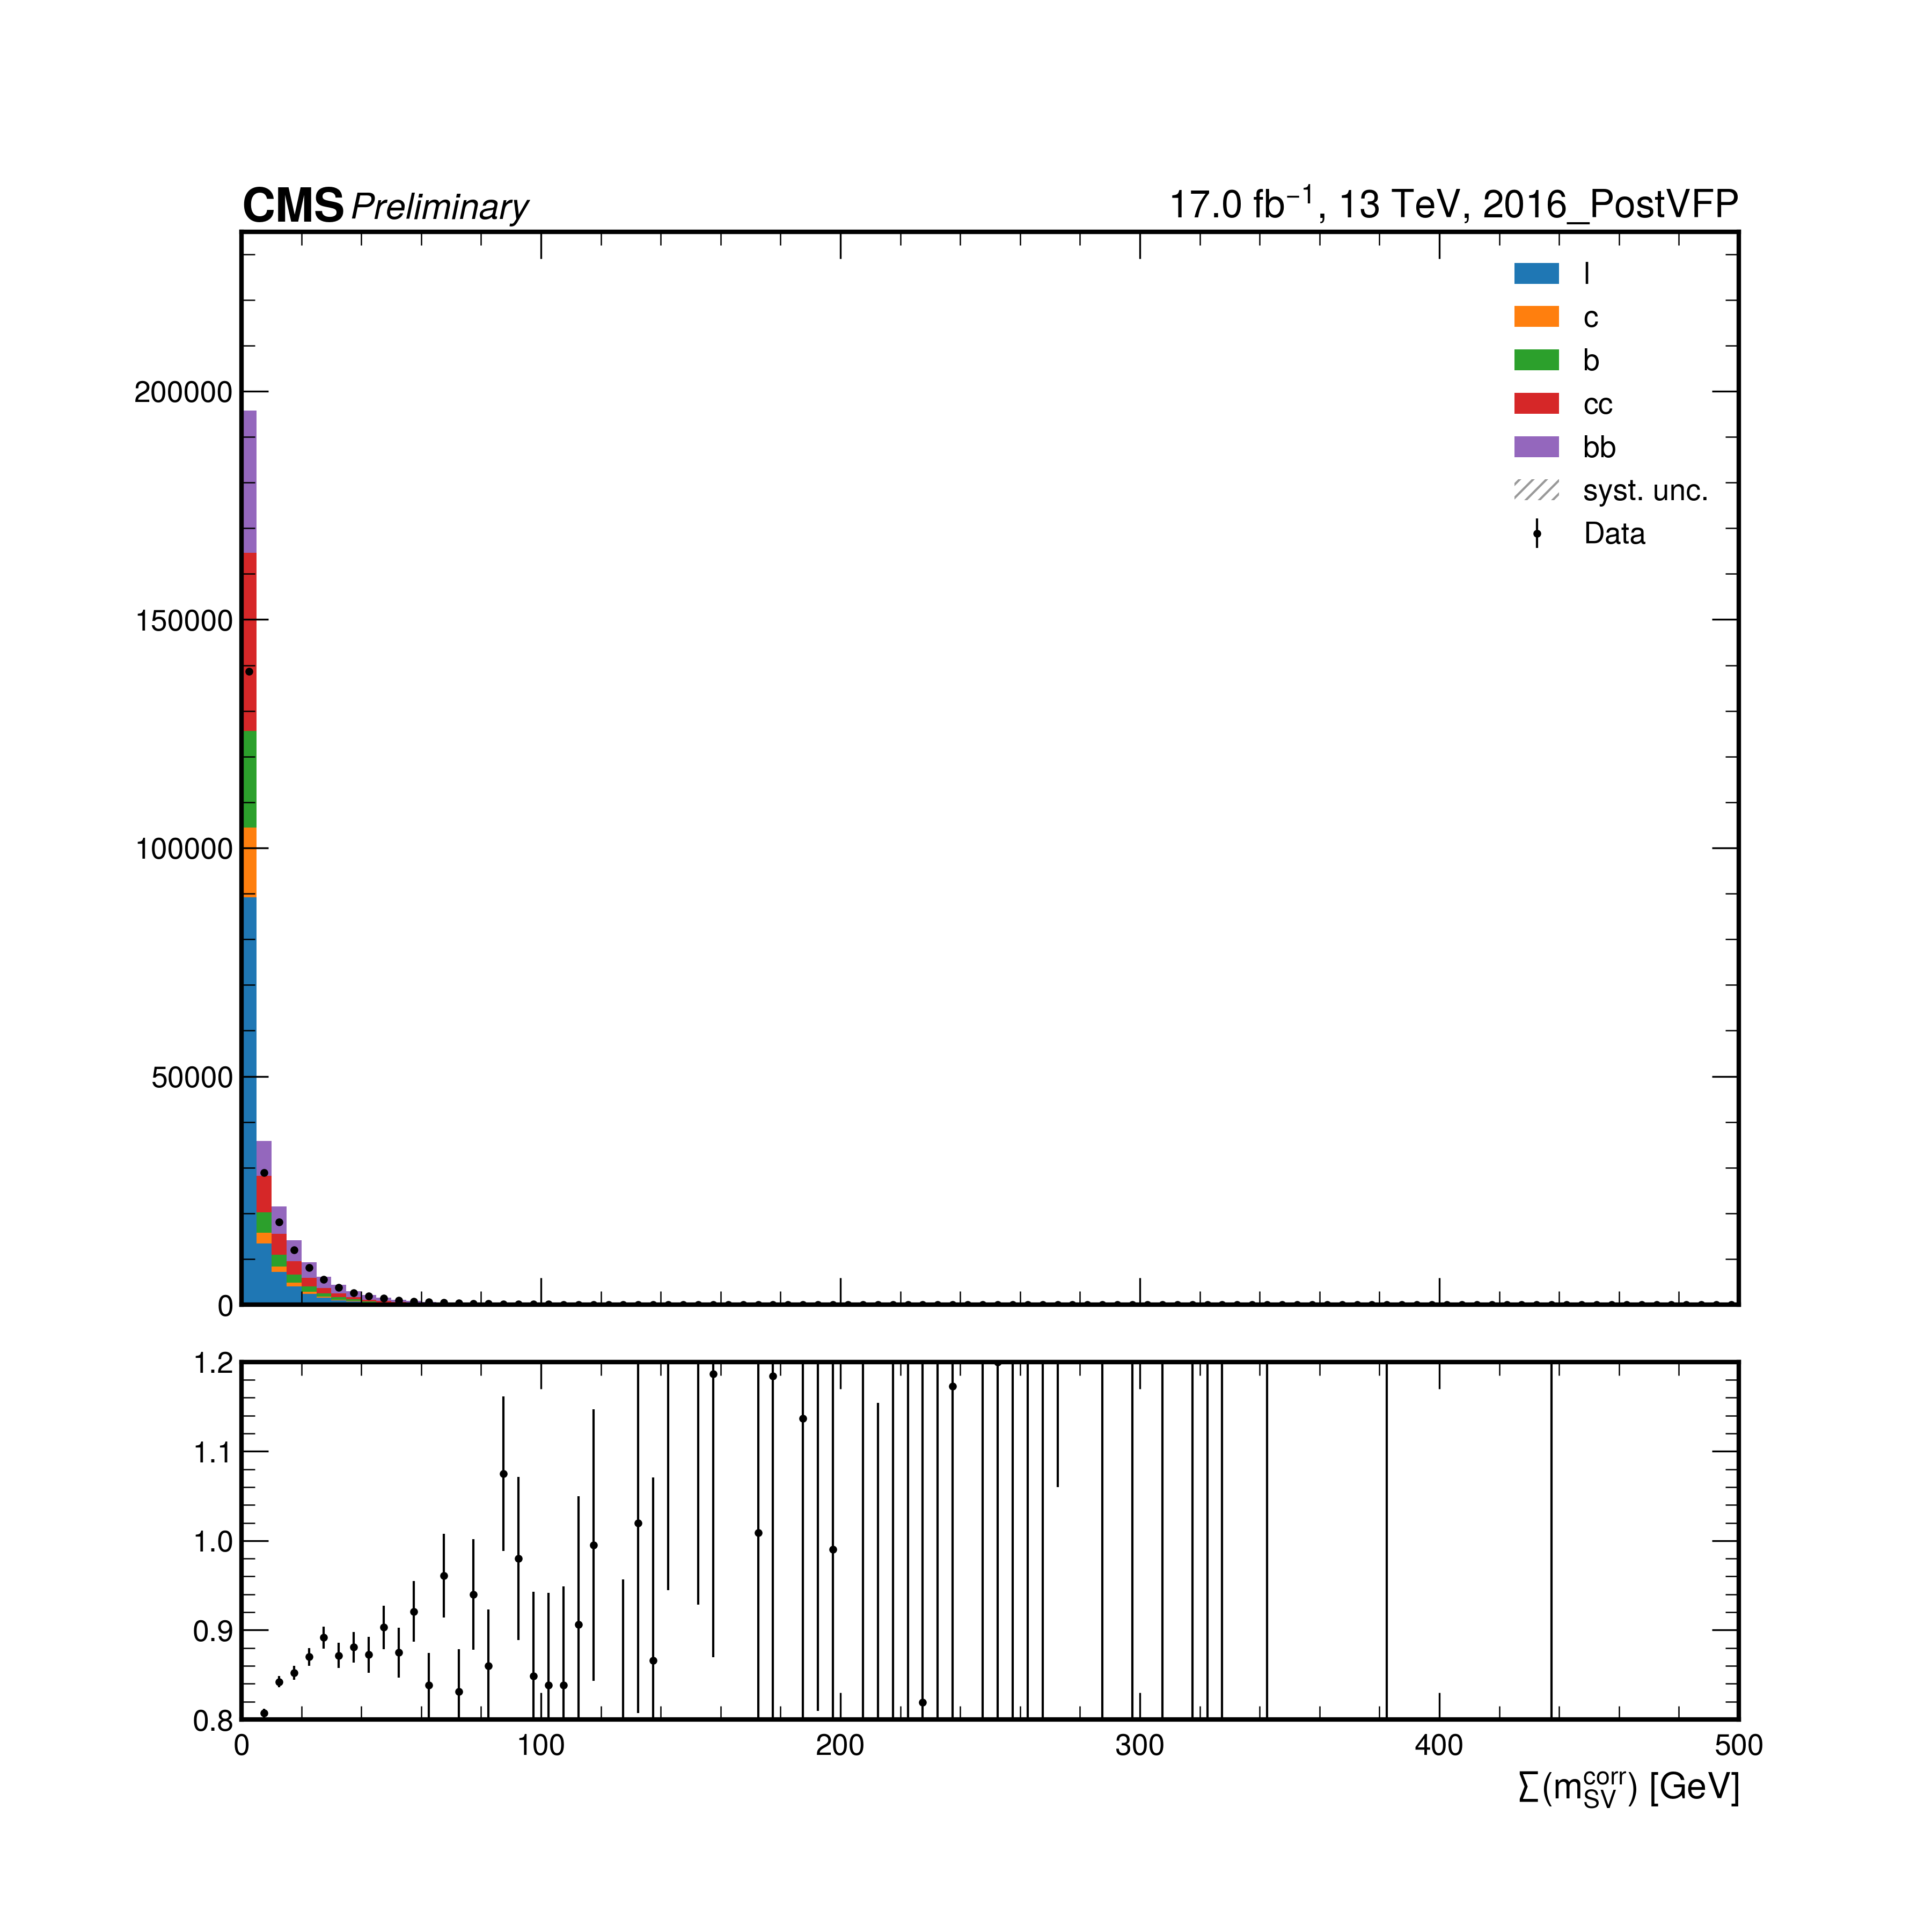 CMS Preliminary 17.0 fb⁻¹, 13 TeV, 2016_PostVFP
l
c
b
cc
bb
syst. unc.
Data
200000
150000
100000
50000
0
1.2
1.1
1.0
0.9
0.8
0 100 200 300 400 500
Σ(m_SV^corr) [GeV]